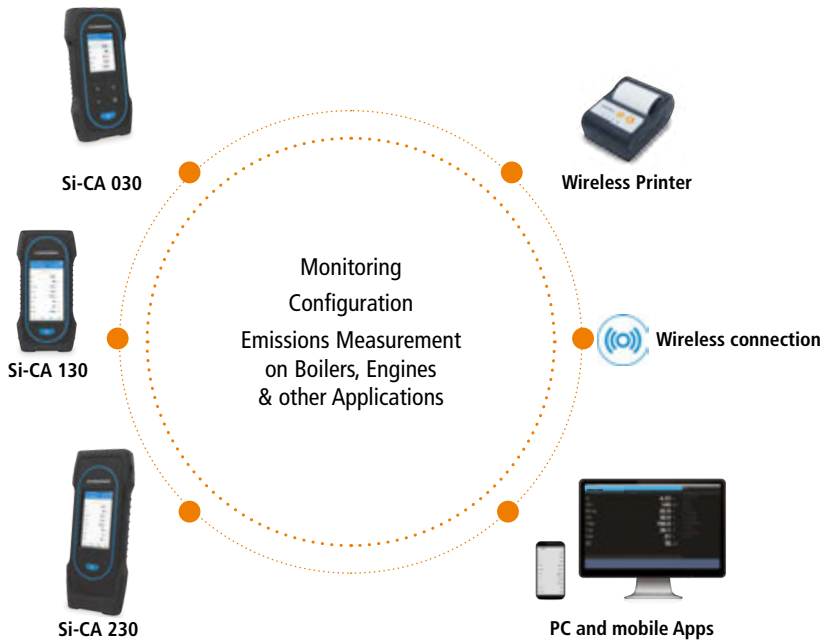 Si-CA 030
Wireless Printer
Monitoring
Configuration
Emissions Measurement
on Boilers, Engines
& other Applications
Si-CA 130
Wireless connection
Si-CA 230
PC and mobile Apps